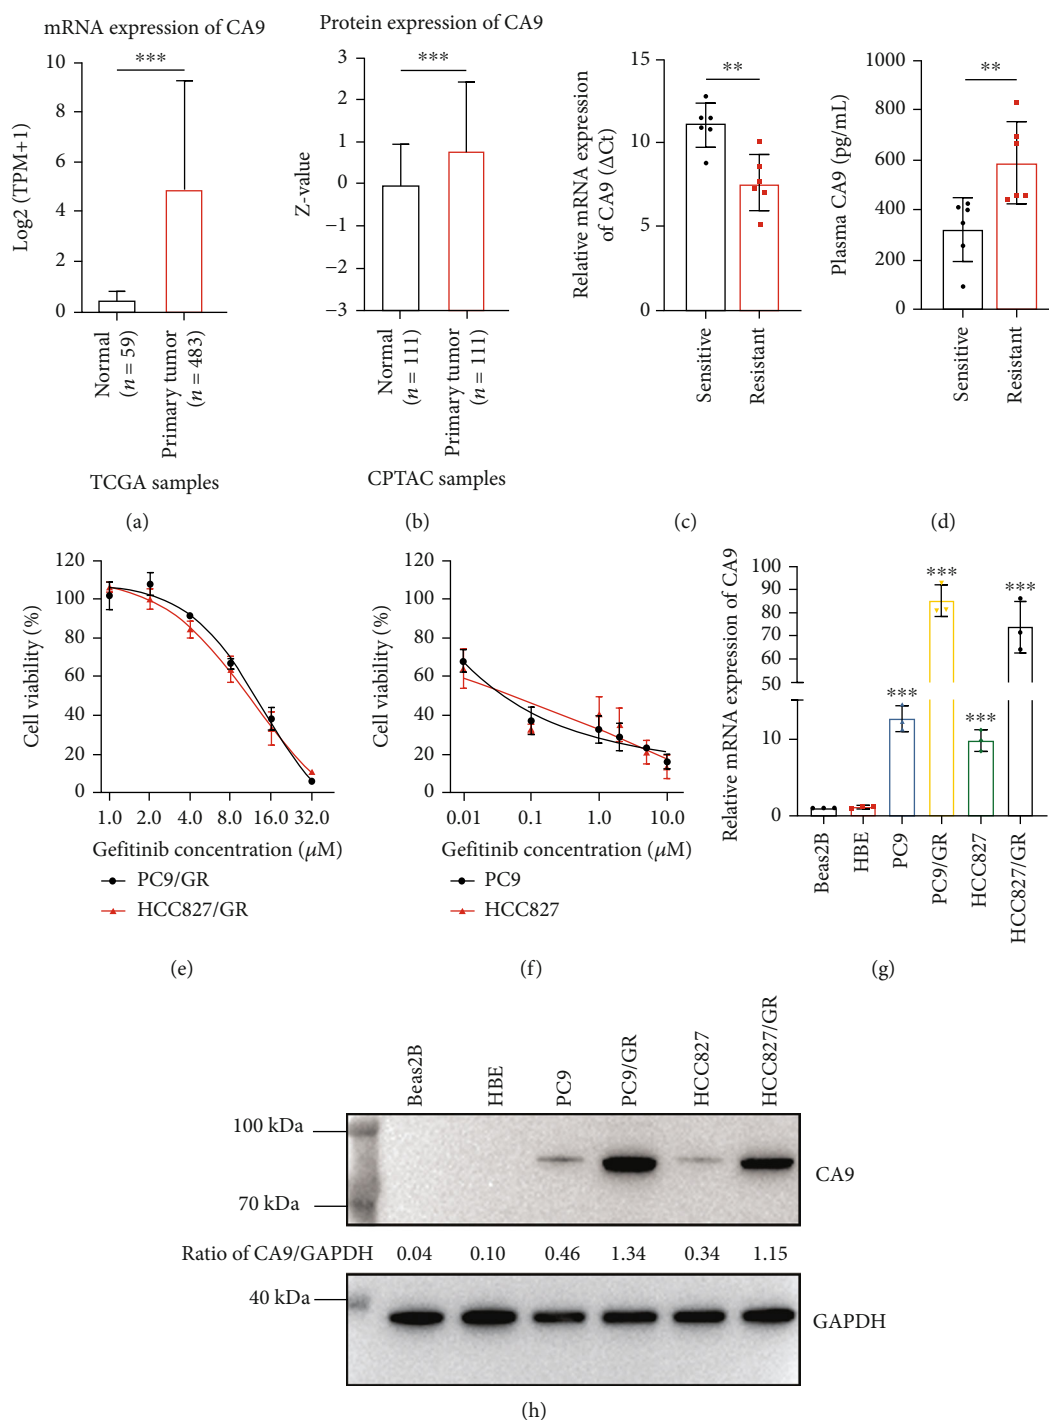 mRNA expression of CA9
Log2 (TPM+1)
10
8
6
4
2
0
***
Normal
(n = 59)
Primary tumor
(n = 483)
TCGA samples
(a)
Protein expression of CA9
Z-value
3
2
1
0
−1
−2
−3
***
Normal
(n = 111)
Primary tumor
(n = 111)
CPTAC samples
(b)
Relative mRNA expression
of CA9 (ΔCt)
15
10
5
0
**
Sensitive
Resistant
(c)
Plasma CA9 (pg/mL)
1000
800
600
400
200
0
**
Sensitive
Resistant
(d)
Cell viability (%)
120
100
80
60
40
20
0
1.0 2.0 4.0 8.0 16.0 32.0
Gefitinib concentration (μM)
PC9/GR
HCC827/GR
(e)
Cell viability (%)
120
100
80
60
40
20
0
0.01 0.1 1.0 10.0
Gefitinib concentration (μM)
PC9
HCC827
(f)
Relative mRNA expression of CA9
100
90
80
70
60
50
10
0
***
***
***
***
Beas2B
HBE
PC9
PC9/GR
HCC827
HCC827/GR
(g)
Beas2B
HBE
PC9
PC9/GR
HCC827
HCC827/GR
100 kDa
70 kDa
CA9
Ratio of CA9/GAPDH 0.04 0.10 0.46 1.34 0.34 1.15
40 kDa
GAPDH
(h)